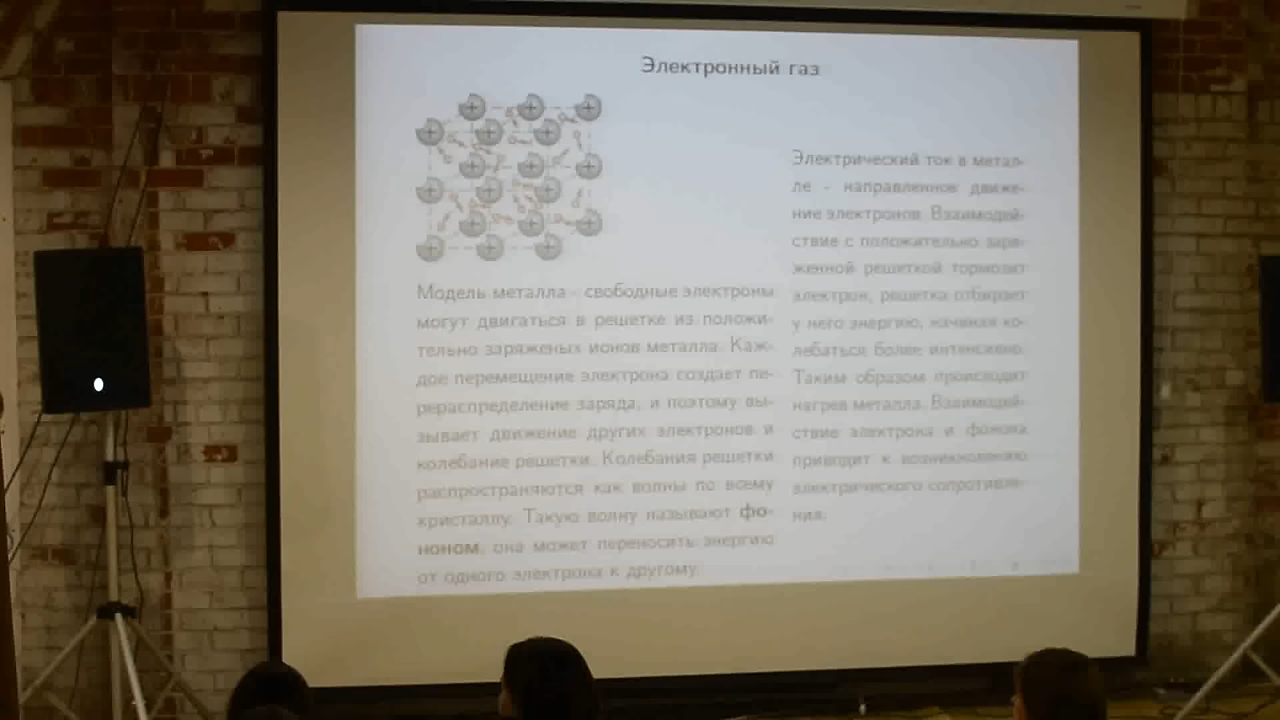 Электронный газ
Модель металла - свободные электроны
могут двигаться в решетке из положи-
тельно заряженых ионов металла. Каж-
дое перемещение электрона создает пе-
рераспределение заряда, и поэтому вы-
зывает движение других электронов и
колебание решетки. Колебания решетки
распространяются как волны по всему
кристаллу. Такую волну называют фо-
ноном, она может переносить энергию
от одного электрона к другому.
Электрический ток в метал-
ле - направленное движе-
ние электронов. Взаимодей-
ствие с положительно заря-
женной решеткой тормозит
электрон, решетка отбирает
у него энергию, начиная ко-
лебаться более интенсивно.
Таким образом происходит
нагрев металла. Взаимодей-
ствие электрона и фонона
приводит к возникновению
электрического сопротивле-
ния.